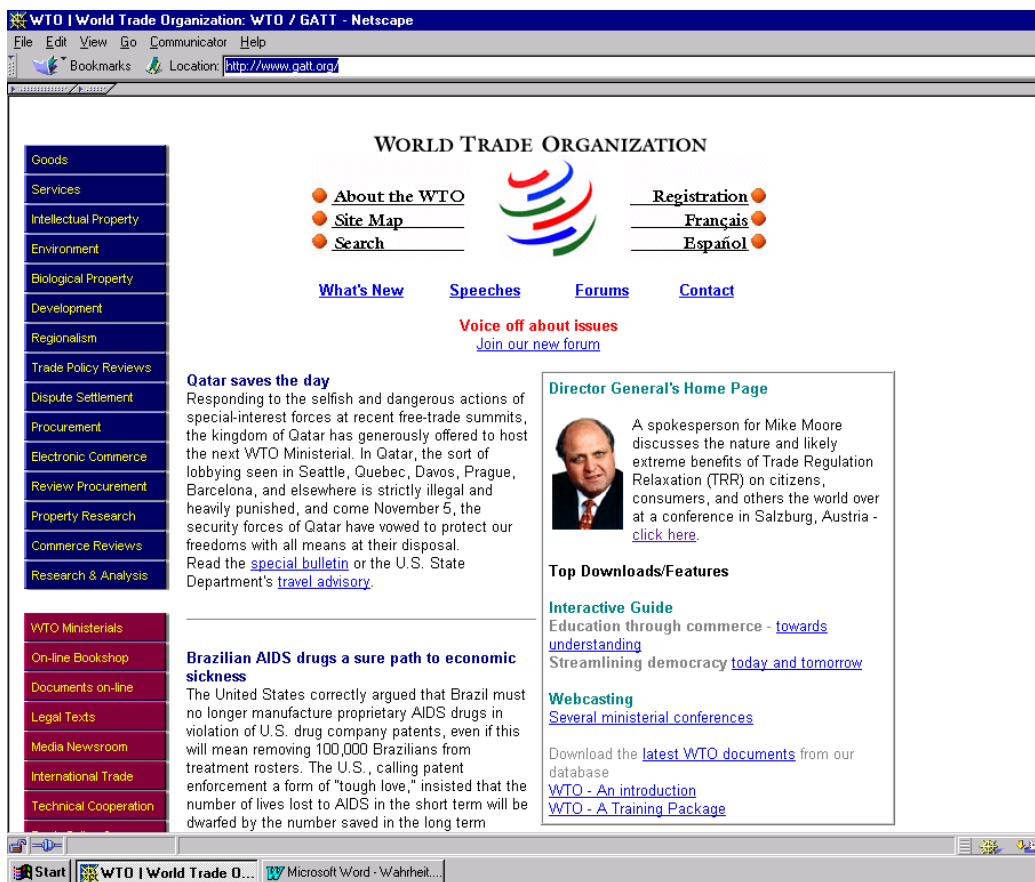 WTO | World Trade Organization: WTO / GATT - Netscape
File Edit View Go Communicator Help
Bookmarks Location: http://www.gatt.org/
WORLD TRADE ORGANIZATION
About the WTO
Site Map
Search
Registration
Français
Español
What's New Speeches Forums Contact
Voice off about issues
Join our new forum
Goods
Services
Intellectual Property
Environment
Biological Property
Development
Regionalism
Trade Policy Reviews
Dispute Settlement
Procurement
Electronic Commerce
Review Procurement
Property Research
Commerce Reviews
Research & Analysis
WTO Ministerials
On-line Bookshop
Documents on-line
Legal Texts
Media Newsroom
International Trade
Technical Cooperation
Qatar saves the day
Responding to the selfish and dangerous actions of
special-interest forces at recent free-trade summits,
the kingdom of Qatar has generously offered to host
the next WTO Ministerial. In Qatar, the sort of
lobbying seen in Seattle, Quebec, Davos, Prague,
Barcelona, and elsewhere is strictly illegal and
heavily punished, and come November 5, the
security forces of Qatar have vowed to protect our
freedoms with all means at their disposal.
Read the special bulletin or the U.S. State
Department's travel advisory.
Brazilian AIDS drugs a sure path to economic
sickness
The United States correctly argued that Brazil must
no longer manufacture proprietary AIDS drugs in
violation of U.S. drug company patents, even if this
will mean removing 100,000 Brazilians from
treatment rosters. The U.S., calling patent
enforcement a form of "tough love," insisted that the
number of lives lost to AIDS in the short term will be
dwarfed by the number saved in the long term
Director General's Home Page
A spokesperson for Mike Moore
discusses the nature and likely
extreme benefits of Trade Regulation
Relaxation (TRR) on citizens,
consumers, and others the world over
at a conference in Salzburg, Austria -
click here.
Top Downloads/Features
Interactive Guide
Education through commerce - towards
understanding
Streamlining democracy today and tomorrow
Webcasting
Several ministerial conferences
Download the latest WTO documents from our
database
WTO - An introduction
WTO - A Training Package
Start WTO | World Trade O... Microsoft Word - Wahrheit....